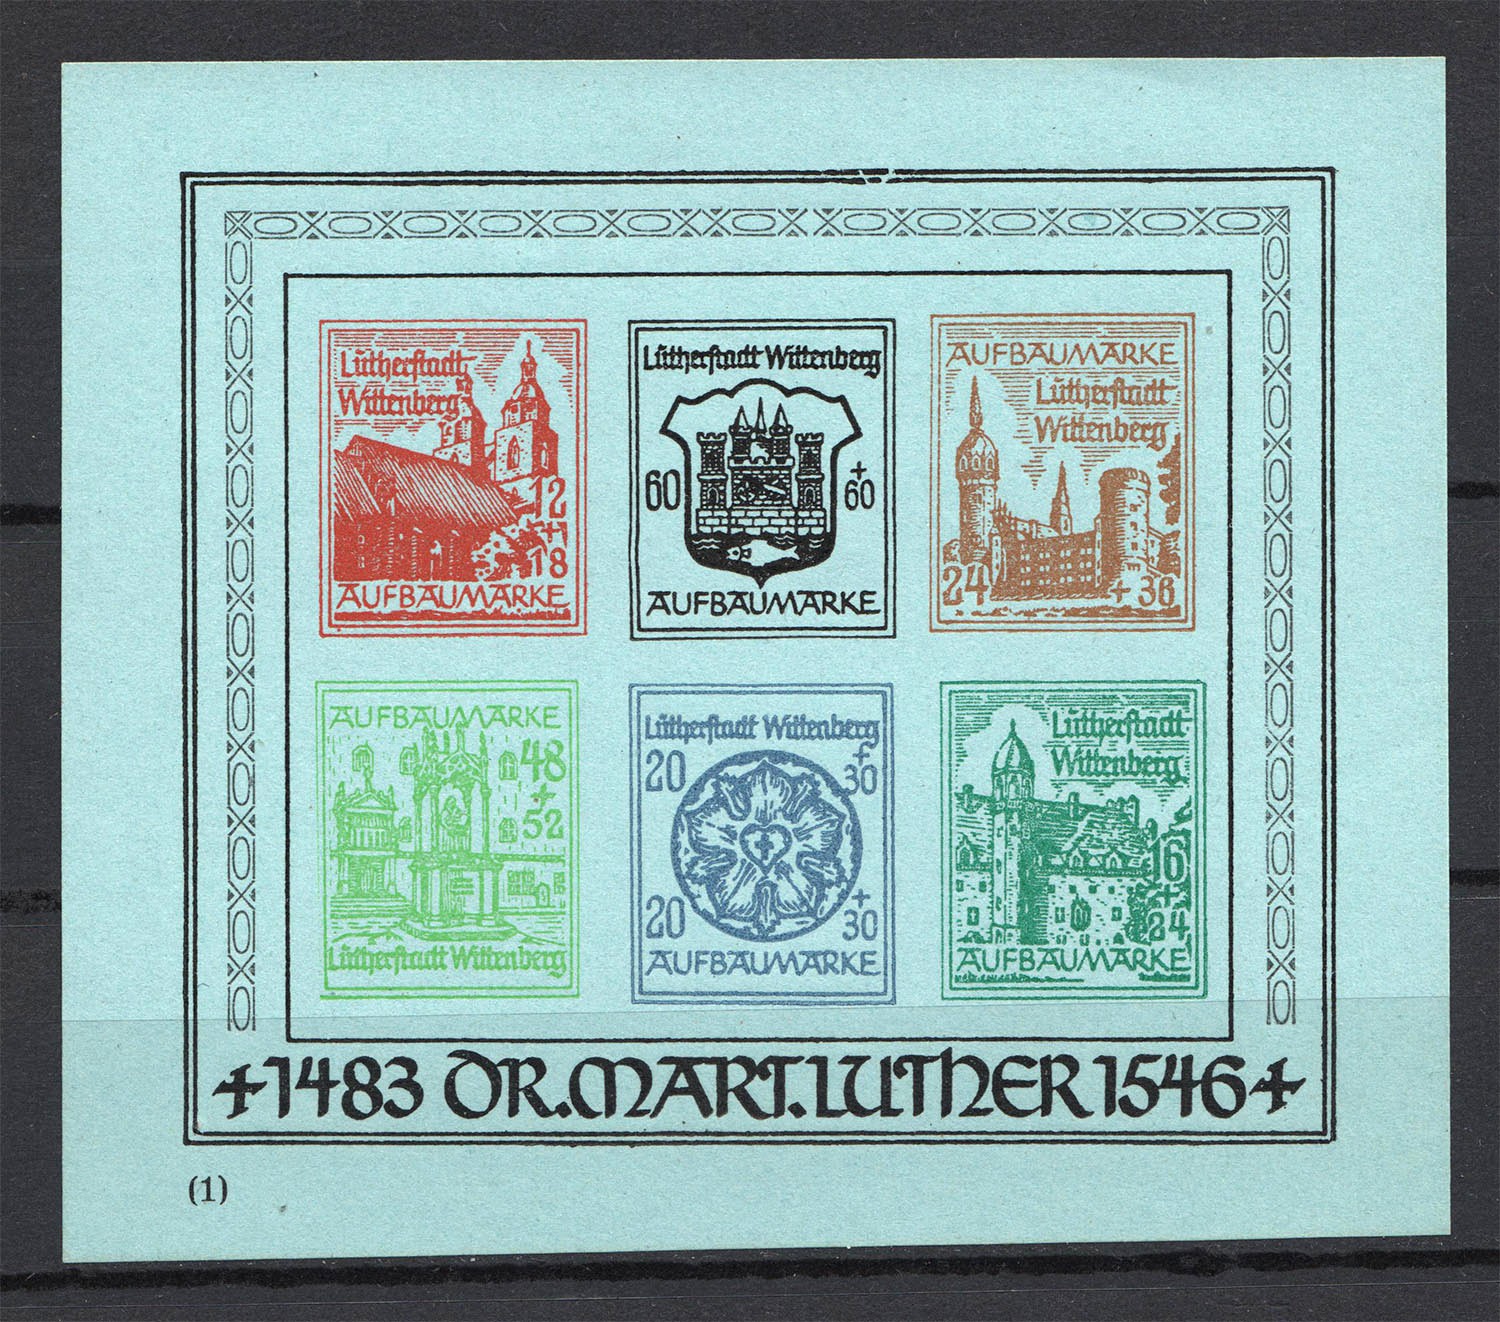 Lutherstadt
Wittenberg
12
+
18
AUFBAUMARKE
Lutherstadt Wittenberg
60
+
60
AUFBAUMARKE
AUFBAUMARKE
Lutherstadt
Wittenberg
24 + 36
AUFBAUMARKE
48
+
52
Lutherstadt Wittenberg
Lutherstadt Wittenberg
20 + 30
20 + 30
AUFBAUMARKE
Lutherstadt
Wittenberg
16
+
24
AUFBAUMARKE
+1483 DR. MART. LUTHER 1546+
(1)